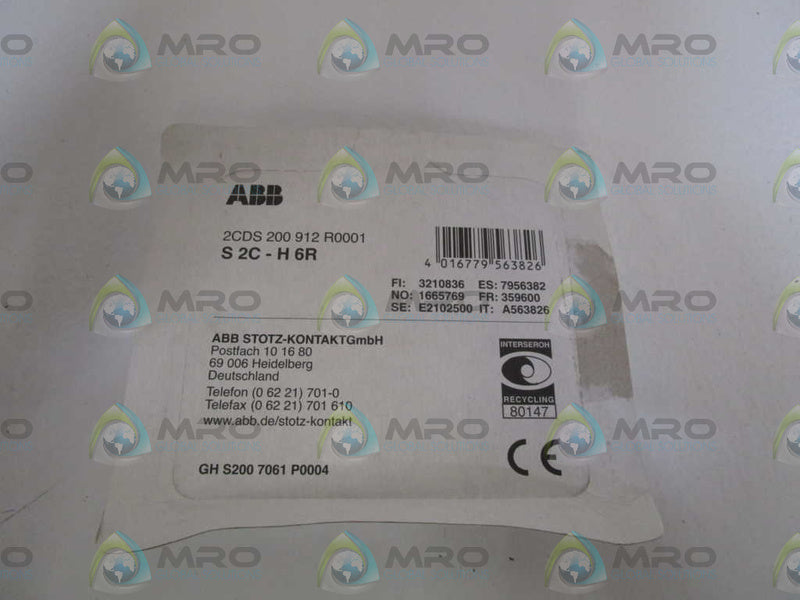 ABB
2CDS 200 912 R0001
S 2C - H 6R
4 016779 563826
FI: 3210836 ES: 7956382
NO: 1665769 FR: 359600
SE: E2102500 IT: A563826
ABB STOTZ-KONTAKTGmbH
Postfach 10 16 80
69 006 Heidelberg
Deutschland
Telefon (0 62 21) 701-0
Telefax (0 62 21) 701 610
www.abb.de/stotz-kontakt
INTERSEROH
RECYCLING
80147
CE
GH S200 7061 P0004
MRO
GLOBAL SOLUTIONS